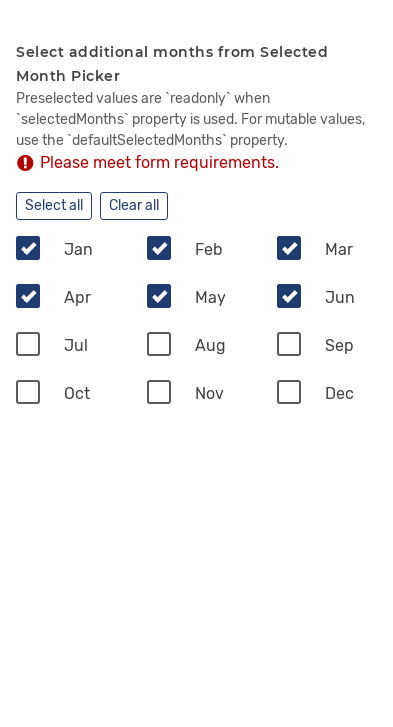 Select additional months from Selected
Month Picker
Preselected values are `readonly` when
`selectedMonths` property is used. For mutable values,
use the `defaultSelectedMonths` property.
Please meet form requirements.
Select all Clear all
Jan Feb Mar
Apr May Jun
Jul Aug Sep
Oct Nov Dec